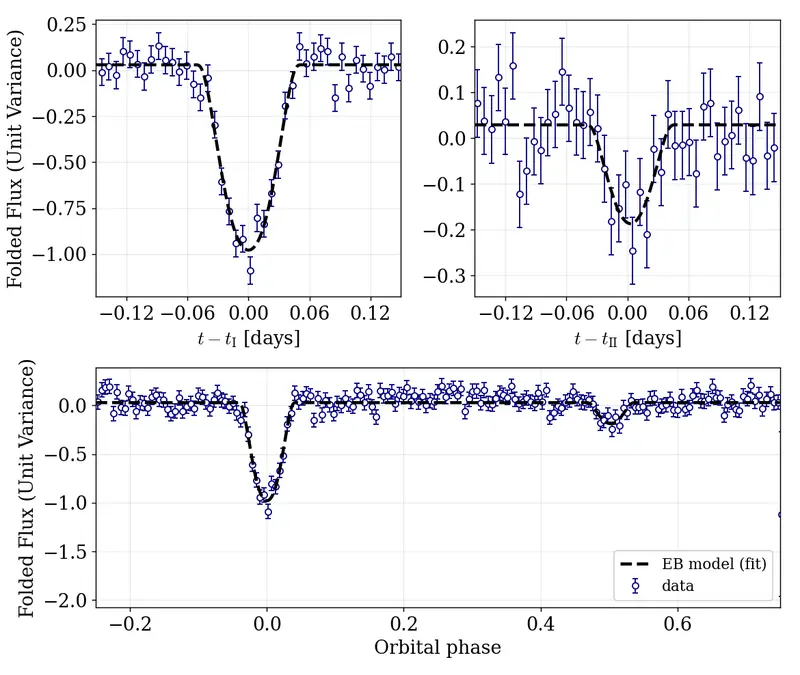 0.25
0.00
−0.25
−0.50
−0.75
−1.00
Folded Flux (Unit Variance)
−0.12 −0.06 0.00 0.06 0.12
t − tI [days]
0.2
0.1
0.0
−0.1
−0.2
−0.3
−0.12 −0.06 0.00 0.06 0.12
t − tII [days]
0.0
−0.5
−1.0
−1.5
−2.0
Folded Flux (Unit Variance)
EB model (fit)
data
−0.2 0.0 0.2 0.4 0.6
Orbital phase